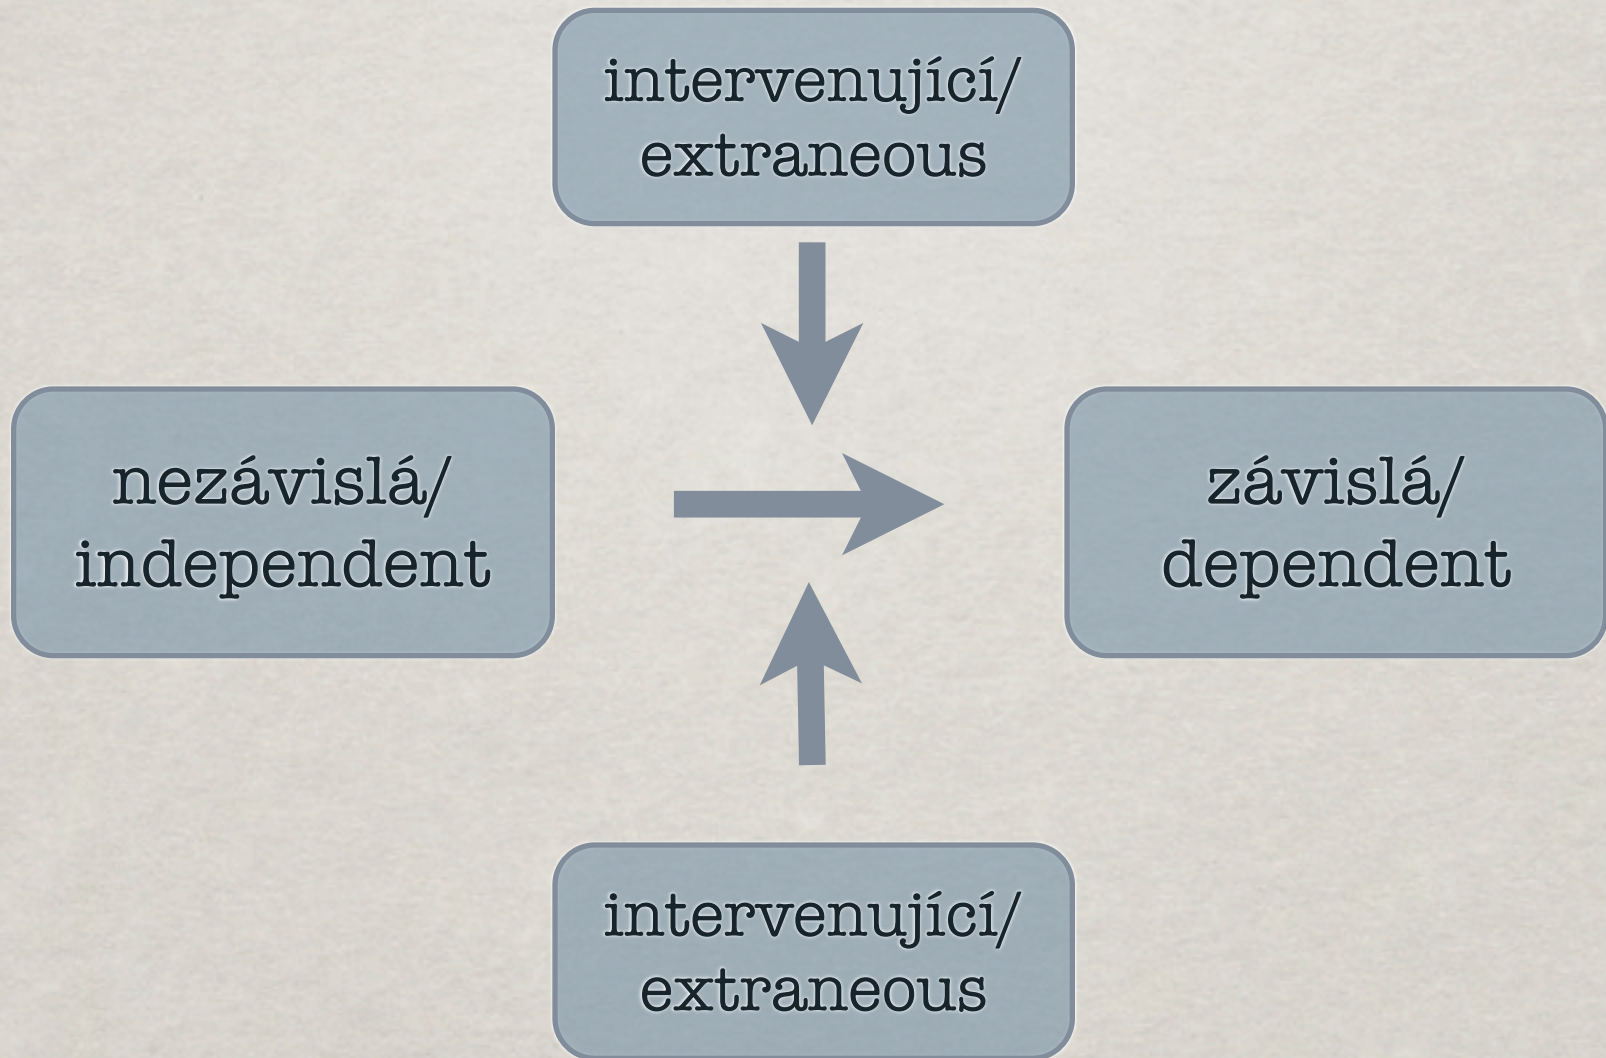 intervenující/
extraneous
nezávislá/
independent
závislá/
dependent
intervenující/
extraneous